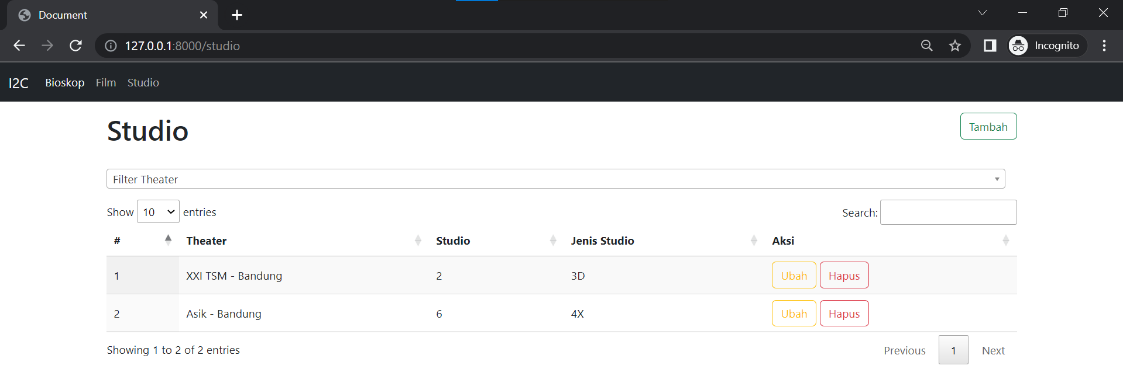 Document
127.0.0.1:8000/studio
Incognito
I2C Bioskop Film Studio
Studio
Tambah
Filter Theater
Show 10 entries
Search:
# Theater Studio Jenis Studio Aksi
1 XXI TSM - Bandung 2 3D Ubah Hapus
2 Asik - Bandung 6 4X Ubah Hapus
Showing 1 to 2 of 2 entries
Previous 1 Next